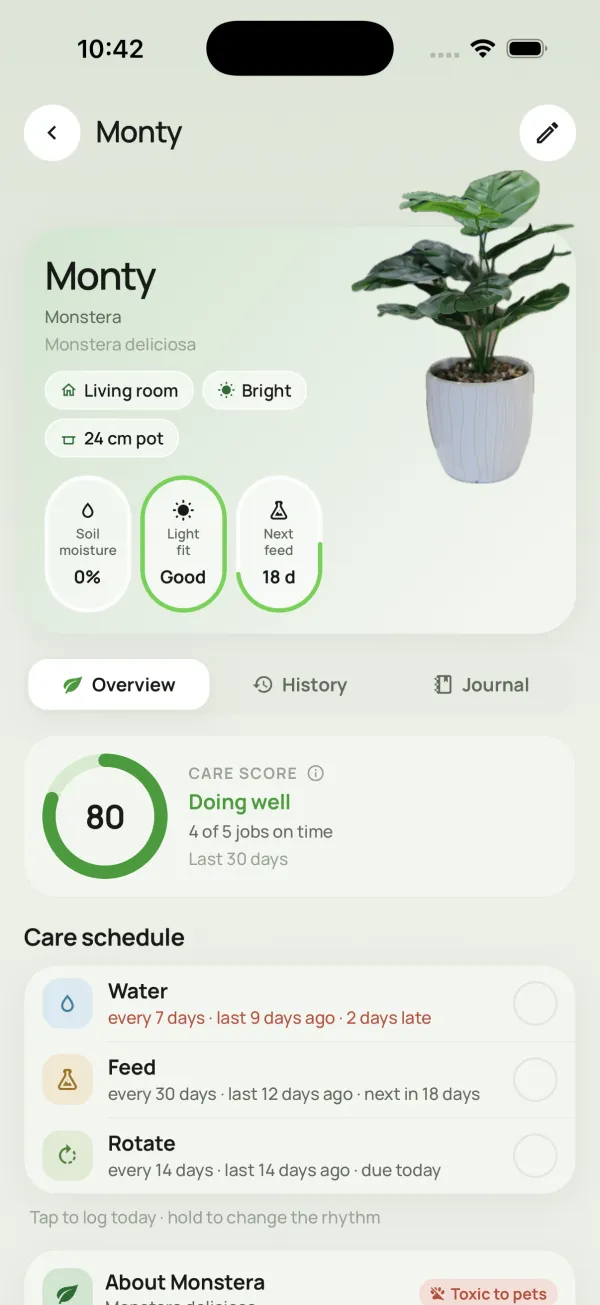 10:42
Monty
Monty
Monstera
Monstera deliciosa
Living room
Bright
24 cm pot
Soil
moisture
0%
Light
fit
Good
Next
feed
18 d
Overview
History
Journal
80
CARE SCORE
Doing well
4 of 5 jobs on time
Last 30 days
Care schedule
Water
every 7 days · last 9 days ago · 2 days late
Feed
every 30 days · last 12 days ago · next in 18 days
Rotate
every 14 days · last 14 days ago · due today
Tap to log today · hold to change the rhythm
About Monstera
Toxic to pets
Monstera deliciosa